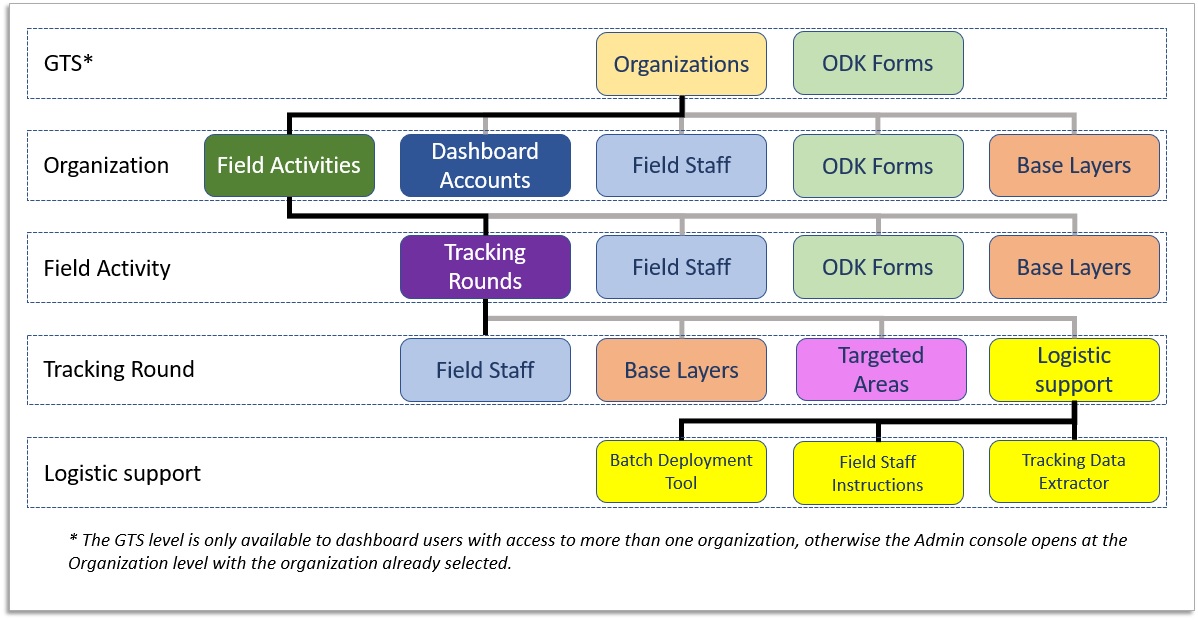 GTS*
Organizations
ODK Forms
Organization
Field Activities
Dashboard
Accounts
Field Staff
ODK Forms
Base Layers
Field Activity
Tracking
Rounds
Field Staff
ODK Forms
Base Layers
Tracking Round
Field Staff
Base Layers
Targeted
Areas
Logistic
support
Logistic support
Batch Deployment
Tool
Field Staff
Instructions
Tracking Data
Extractor
* The GTS level is only available to dashboard users with access to more than one organization, otherwise the Admin console opens at the
Organization level with the organization already selected.